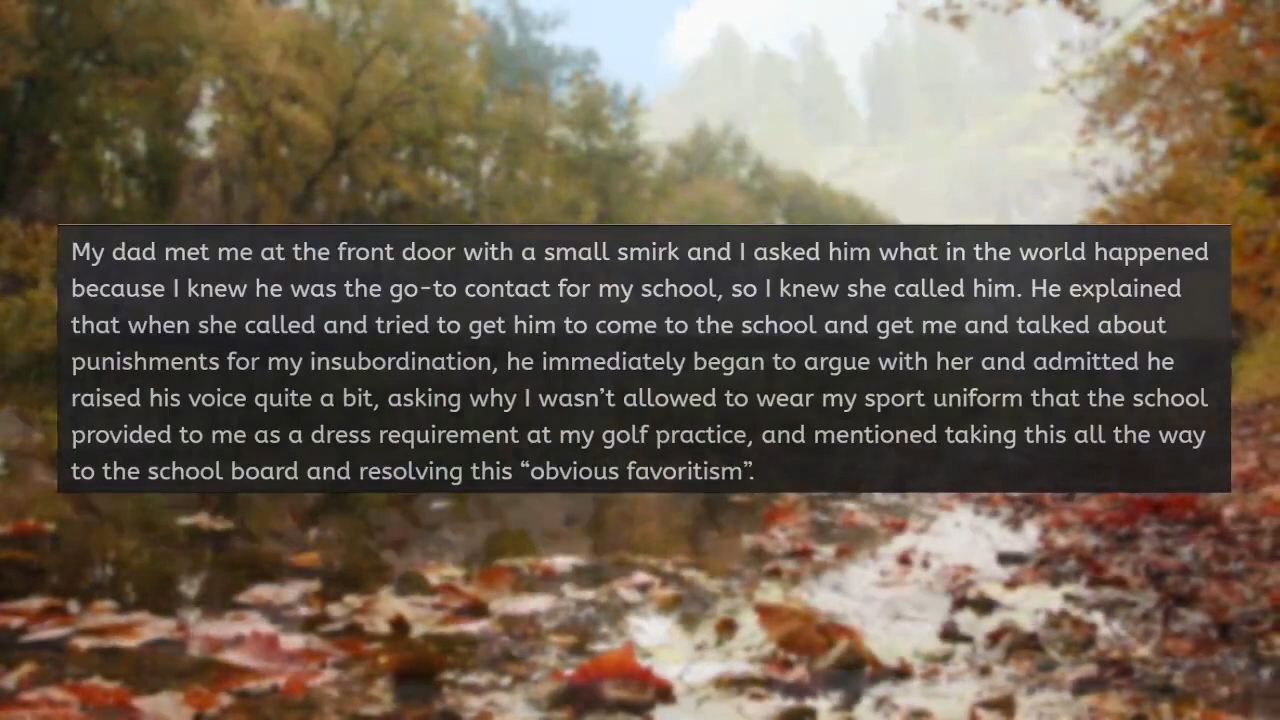 My dad met me at the front door with a small smirk and I asked him what in the world happened
because I knew he was the go-to contact for my school, so I knew she called him. He explained
that when she called and tried to get him to come to the school and get me and talked about
punishments for my insubordination, he immediately began to argue with her and admitted he
raised his voice quite a bit, asking why I wasn’t allowed to wear my sport uniform that the school
provided to me as a dress requirement at my golf practice, and mentioned taking this all the way
to the school board and resolving this “obvious favoritism”.